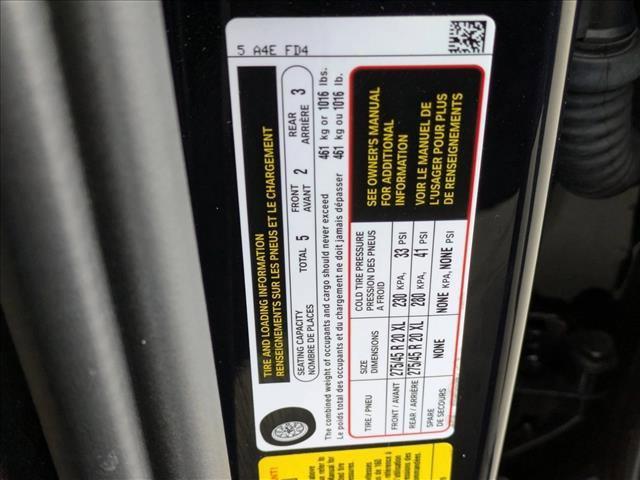 5 A4E FD4
TIRE AND LOADING INFORMATION
RENSEIGNEMENTS SUR LES PNEUS ET LE CHARGEMENT
SEATING CAPACITY
NOMBRE DE PLACES
TOTAL 5
FRONT
AVANT 2
REAR
ARRIÈRE 3
The combined weight of occupants and cargo should never exceed 461 kg or 1016 lbs.
Le poids total des occupants et du chargement ne doit jamais dépasser 461 kg ou 1016 lb.
TIRE / PNEU
SIZE
DIMENSIONS
COLD TIRE PRESSURE
PRESSION DES PNEUS
A FROID
SEE OWNER'S MANUAL
FOR ADDITIONAL
INFORMATION
FRONT / AVANT 275/45 R 20 XL 230 KPA, 33 PSI
REAR / ARRIÈRE 275/45 R 20 XL 280 KPA, 41 PSI
SPARE
DE SECOURS NONE NONE KPA, NONE PSI
VOIR LE MANUEL DE
L'USAGER POUR PLUS
DE RENSEIGNEMENTS